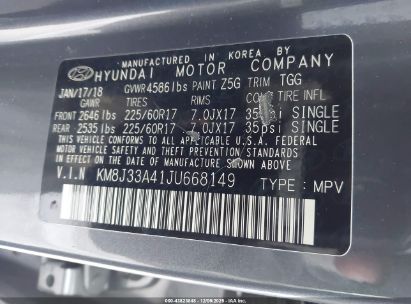 MANUFACTURED IN KOREA BY
HYUNDAI MOTOR COMPANY
JAN/17/18 GVWR 4586 lbs PAINT Z5G TRIM TGG
GAWR TIRES RIMS TIRE INFL
FRONT 2646 lbs 225/60R17 7.0JX17 35psi SINGLE
REAR 2535 lbs 225/60R17 7.0JX17 35psi SINGLE
THIS VEHICLE CONFORMS TO ALL APPLICABLE U.S.A. FEDERAL
MOTOR VEHICLE SAFETY, BUMPER, AND THEFT PREVENTION
STANDARDS IN EFFECT ON THE DATE OF MANUFACTURE SHOWN ABOVE.
V.I.N KM8J33A41JU668149 TYPE : MPV